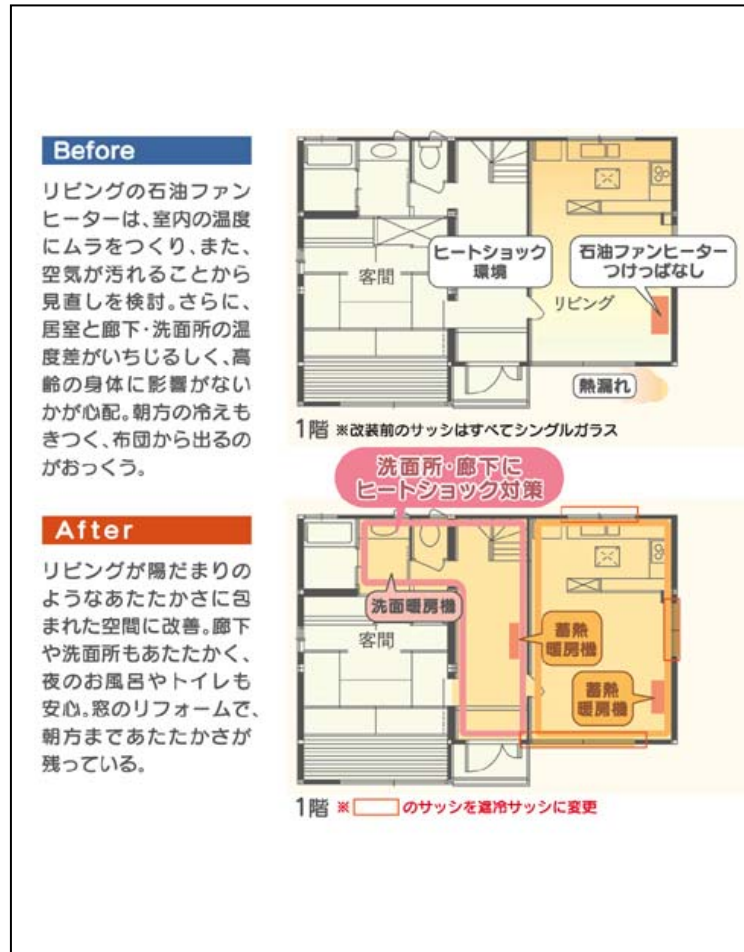 Before
リビングの石油ファン
ヒーターは、室内の温度
にムラをつくり、また、
空気が汚れることから
見直しを検討。さらに、
居室と廊下・洗面所の温
度差がいちじるしく、高
齢の身体に影響がない
かが心配。朝方の冷えも
きつく、布団から出るの
がおっくう。
ヒートショック
環境
石油ファンヒーター
つけっぱなし
客間
リビング
熱漏れ
1階 ※改装前のサッシはすべてシングルガラス
After
リビングが陽だまりの
ようなあたたかさに包
まれた空間に改善。廊下
や洗面所もあたたかく、
夜のお風呂やトイレも
安心。窓のリフォームで、
朝方まであたたかさが
残っている。
洗面所・廊下に
ヒートショック対策
洗面暖房機
客間
蓄熱
暖房機
蓄熱
暖房機
1階 ※ のサッシを遮冷サッシに変更